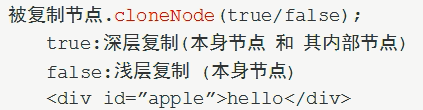 被复制节点.cloneNode(true/false);
true:深层复制(本身节点 和 其内部节点)
false:浅层复制 (本身节点)
<div id=”apple”>hello</div>